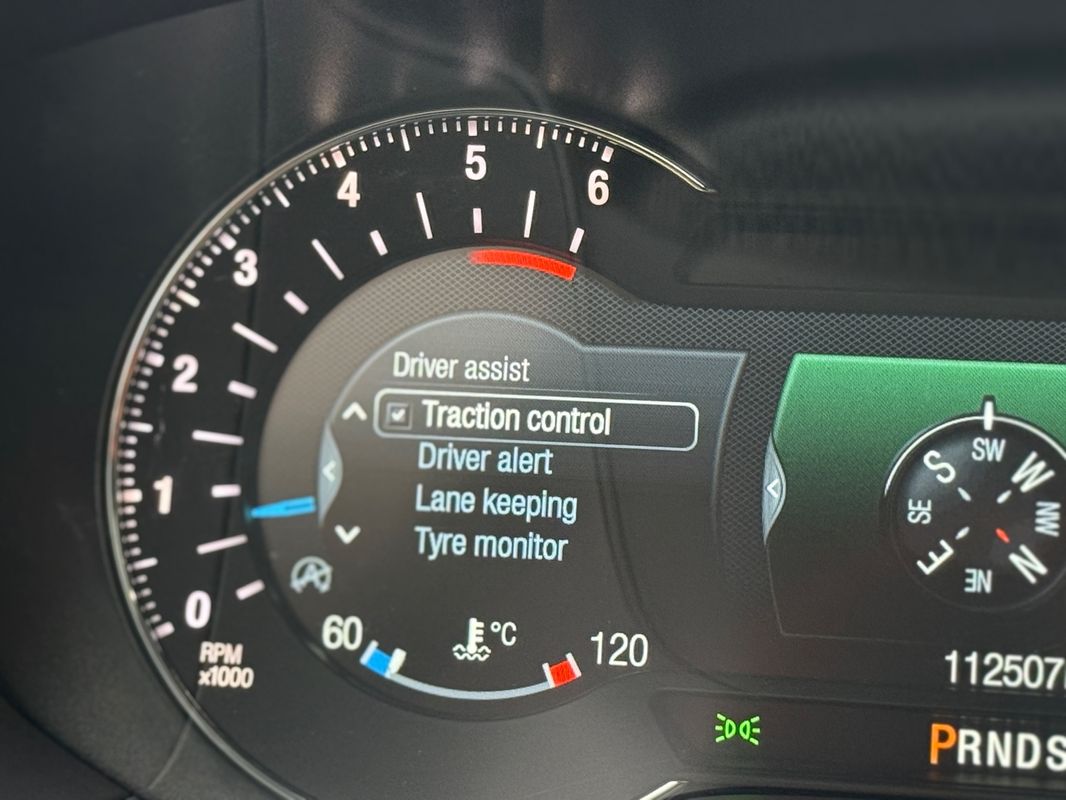 0
1
2
3
4
5
6
RPM
x1000
Driver assist
Traction control
Driver alert
Lane keeping
Tyre monitor
60
°C
120
S
SW
W
NW
N
NE
E
SE
112507
PRNDS